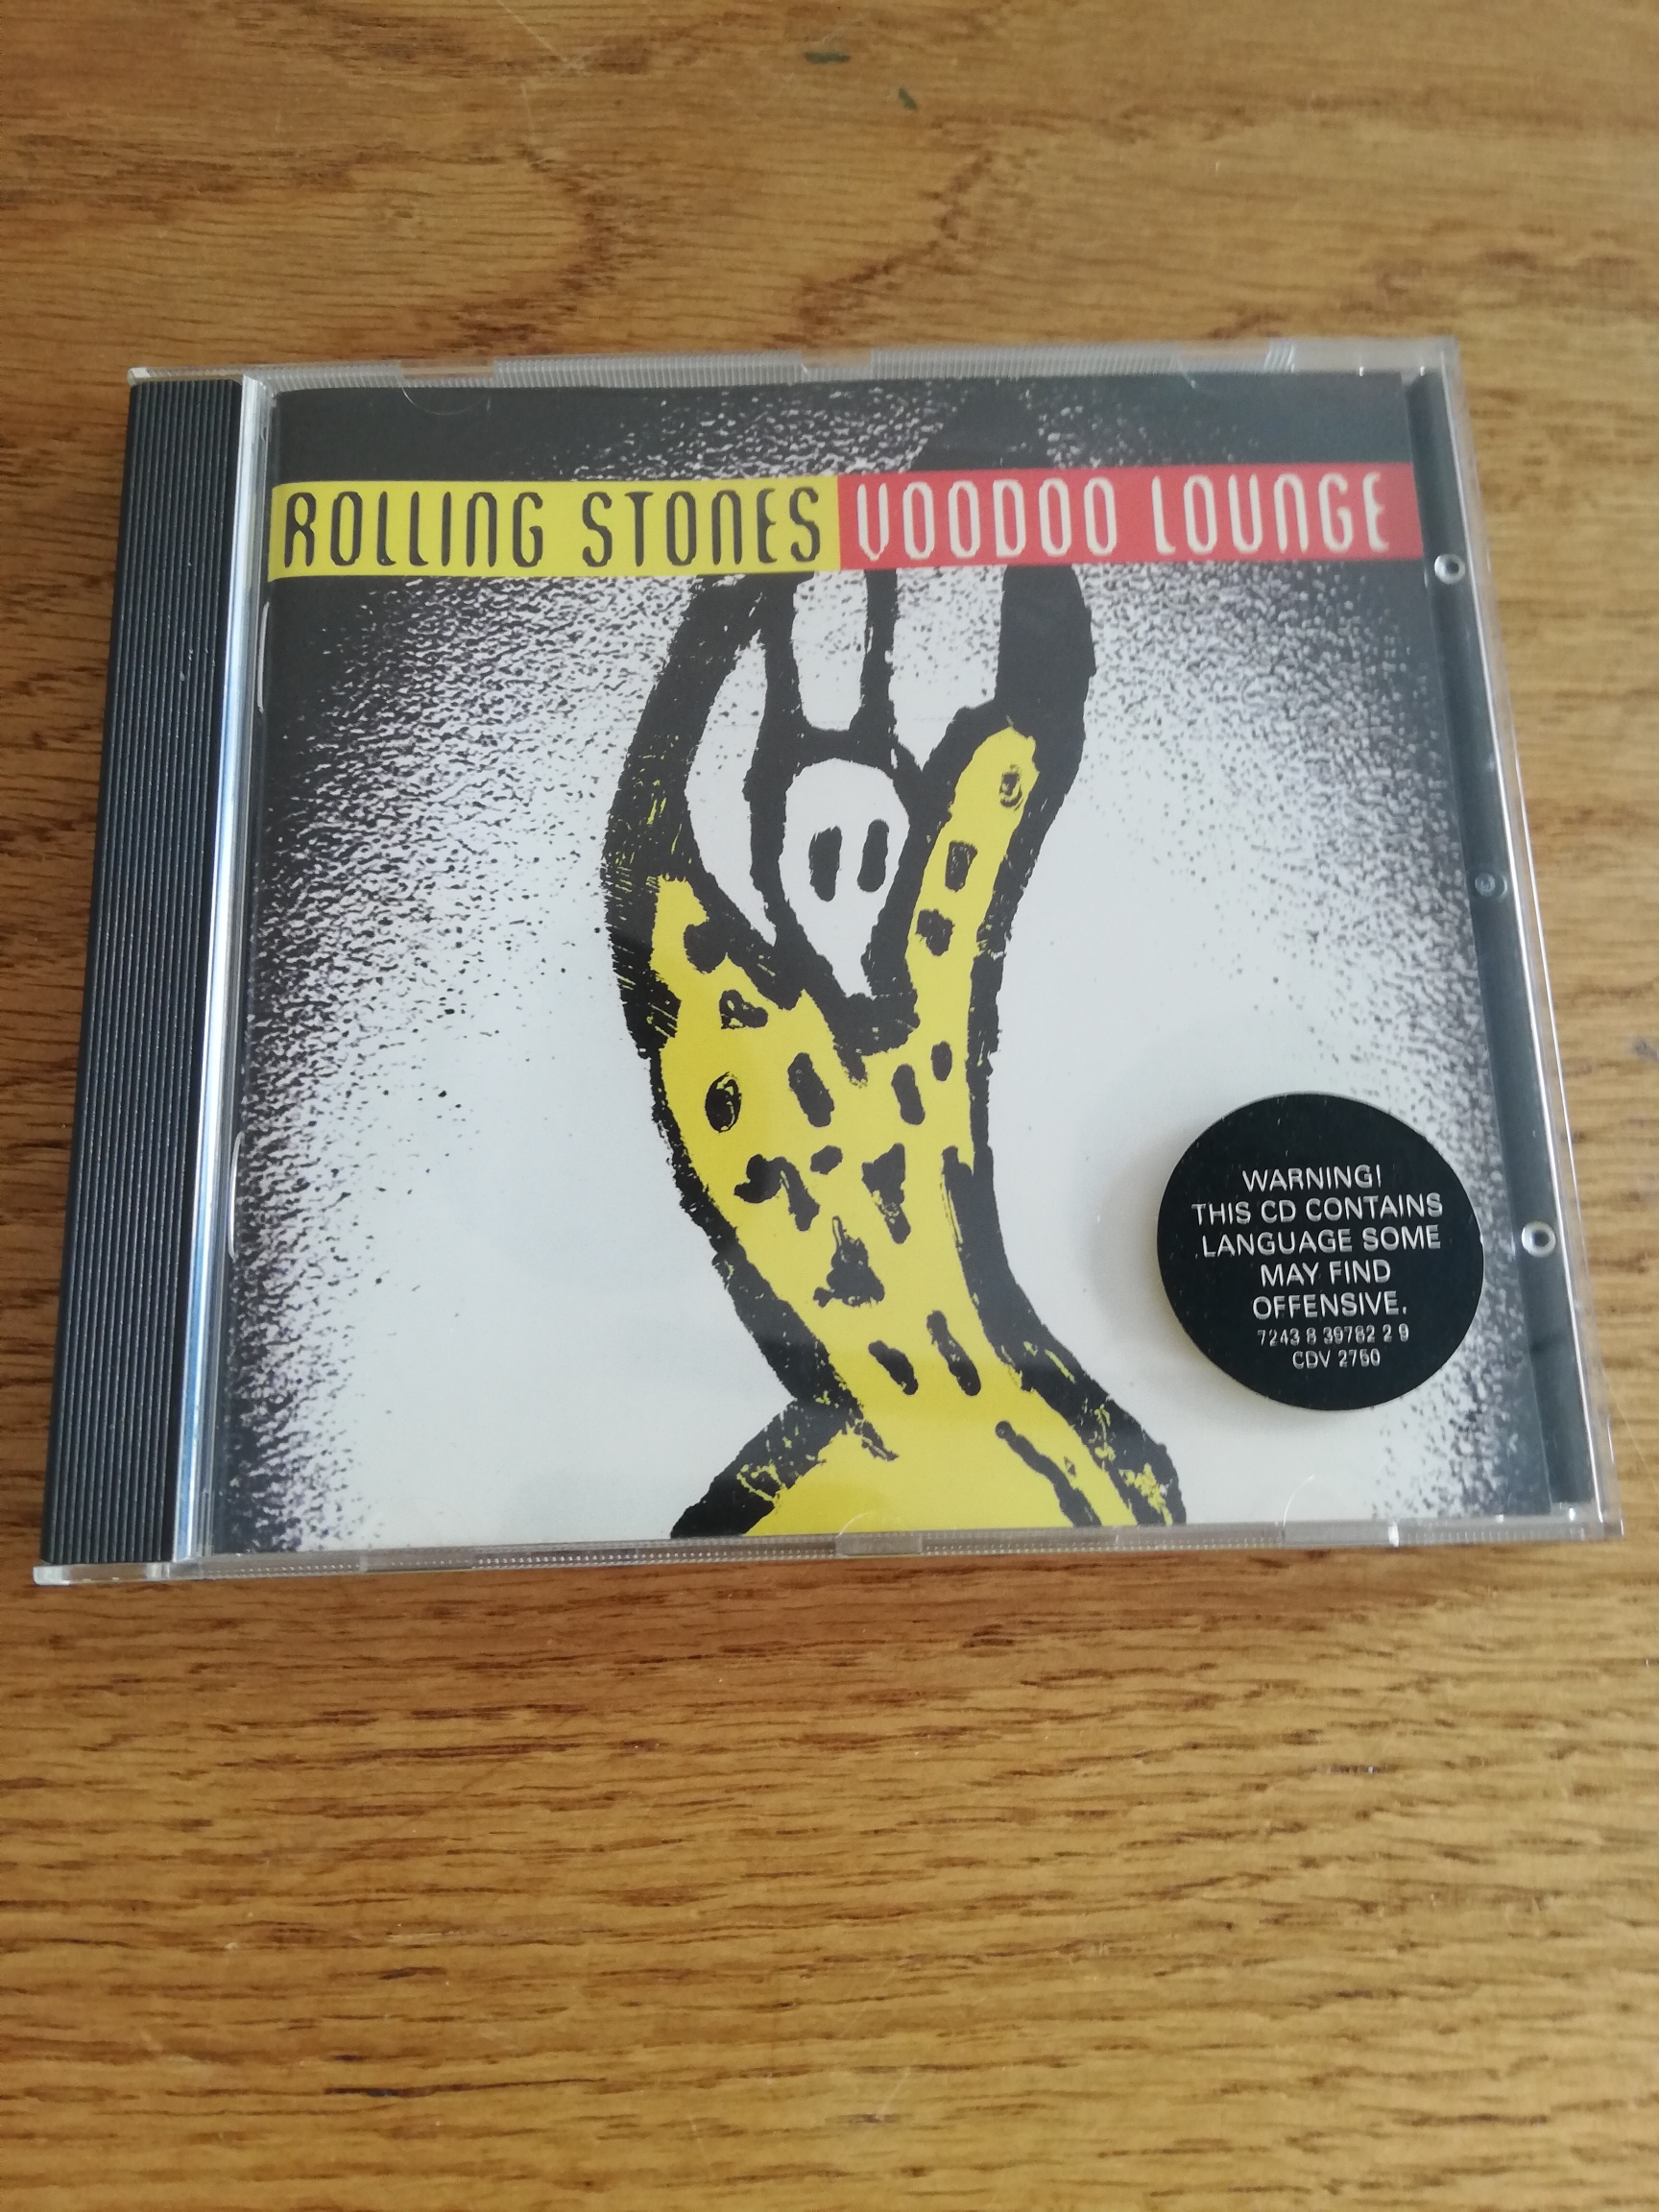 ROLLING STONES VOODOO LOUNGE
WARNING!
THIS CD CONTAINS
LANGUAGE SOME
MAY FIND
OFFENSIVE.
7243 8 39782 2 9
CDV 2750